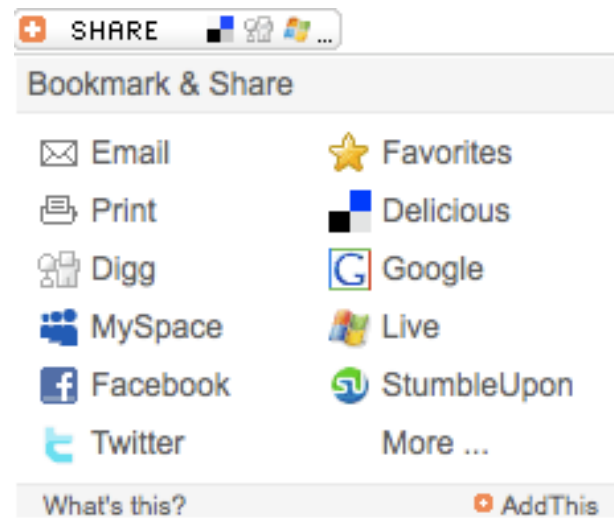 SHARE ...
Bookmark & Share
Email Favorites
Print Delicious
Digg G Google
MySpace Live
f Facebook StumbleUpon
t Twitter More ...
What's this? AddThis